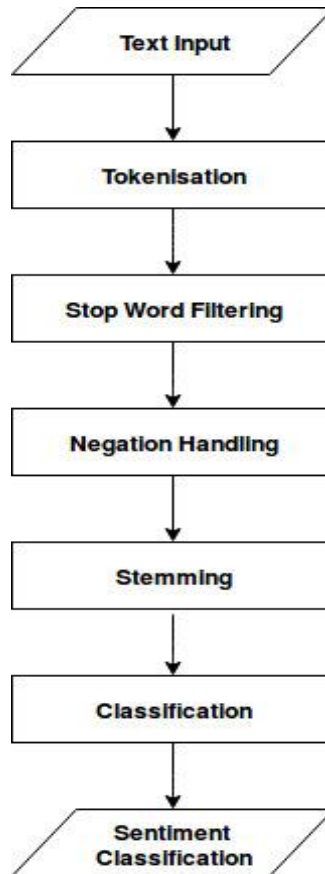 Text Input
Tokenisation
Stop Word Filtering
Negation Handling
Stemming
Classification
Sentiment
Classification